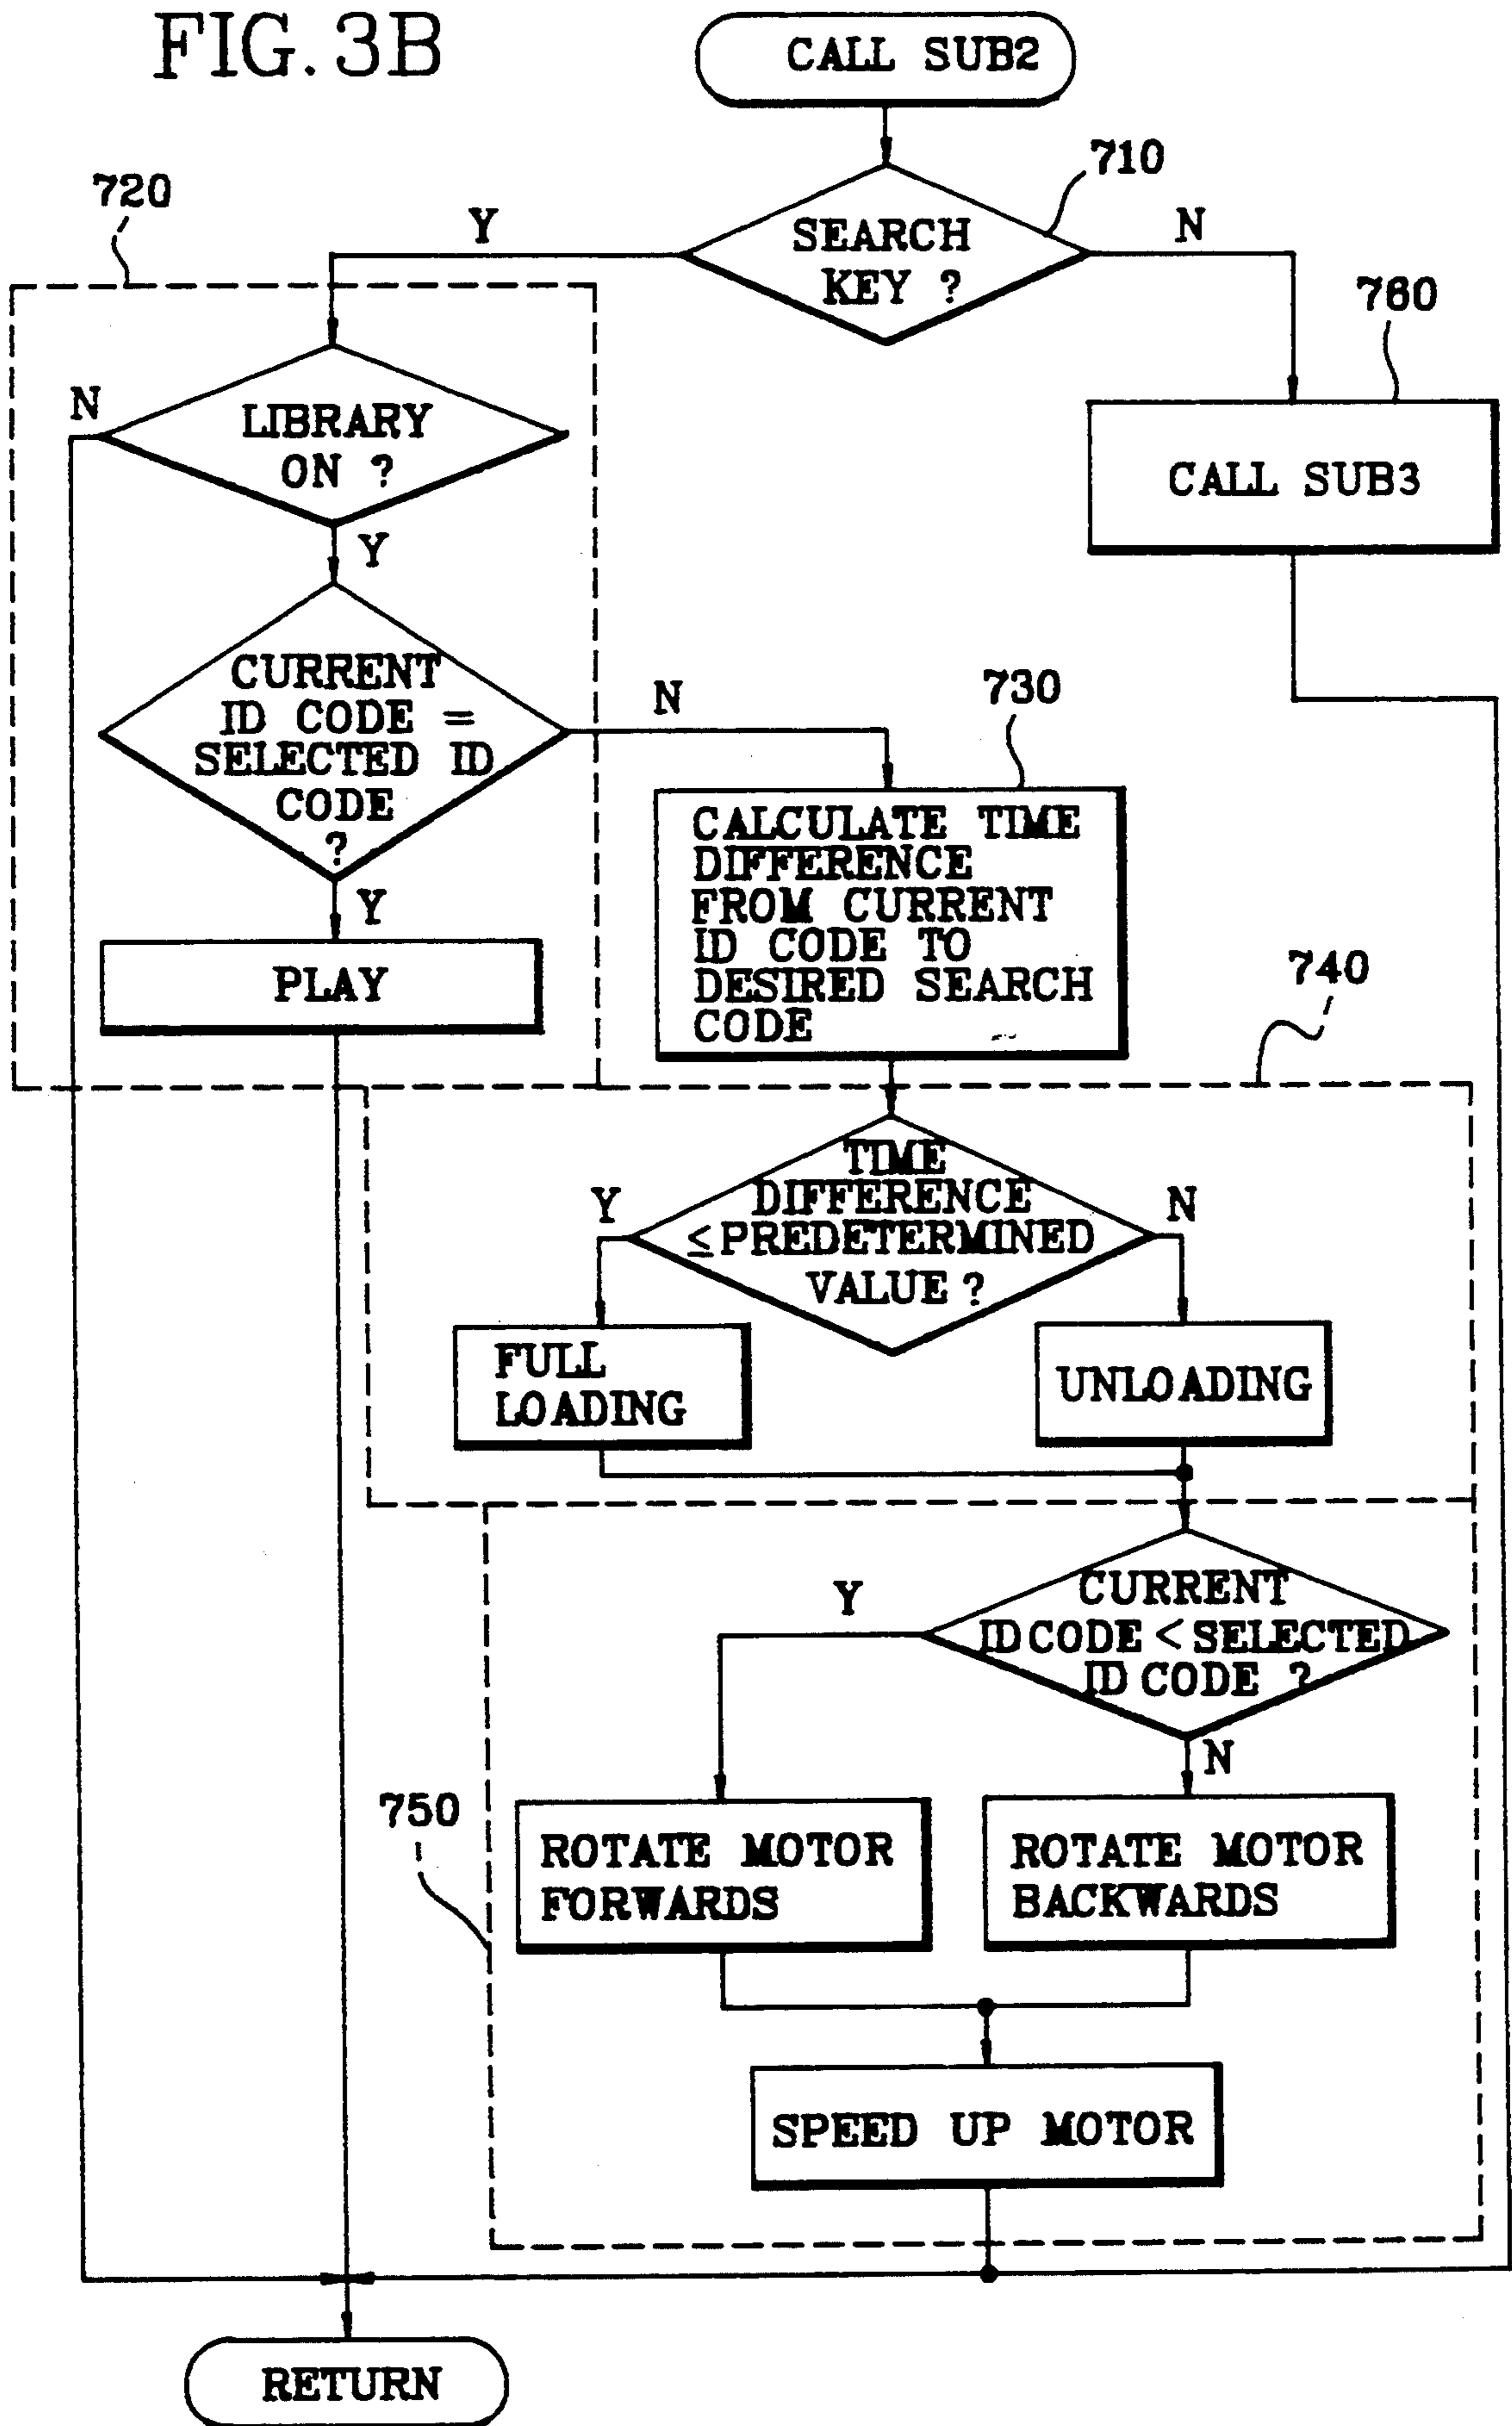 FIG. 3B
CALL SUB2
710
720
Y
SEARCH
KEY ?
N
760
N
LIBRARY
ON ?
CALL SUB3
Y
CURRENT
ID CODE =
SELECTED ID
CODE
?
N
730
CALCULATE TIME
DIFFERENCE
FROM CURRENT
ID CODE TO
DESIRED SEARCH
CODE
Y
PLAY
740
TIME
DIFFERENCE
≤ PREDETERMINED
VALUE ?
Y
N
FULL
LOADING
UNLOADING
CURRENT
ID CODE < SELECTED
ID CODE ?
Y
N
750
ROTATE MOTOR
FORWARDS
ROTATE MOTOR
BACKWARDS
SPEED UP MOTOR
RETURN